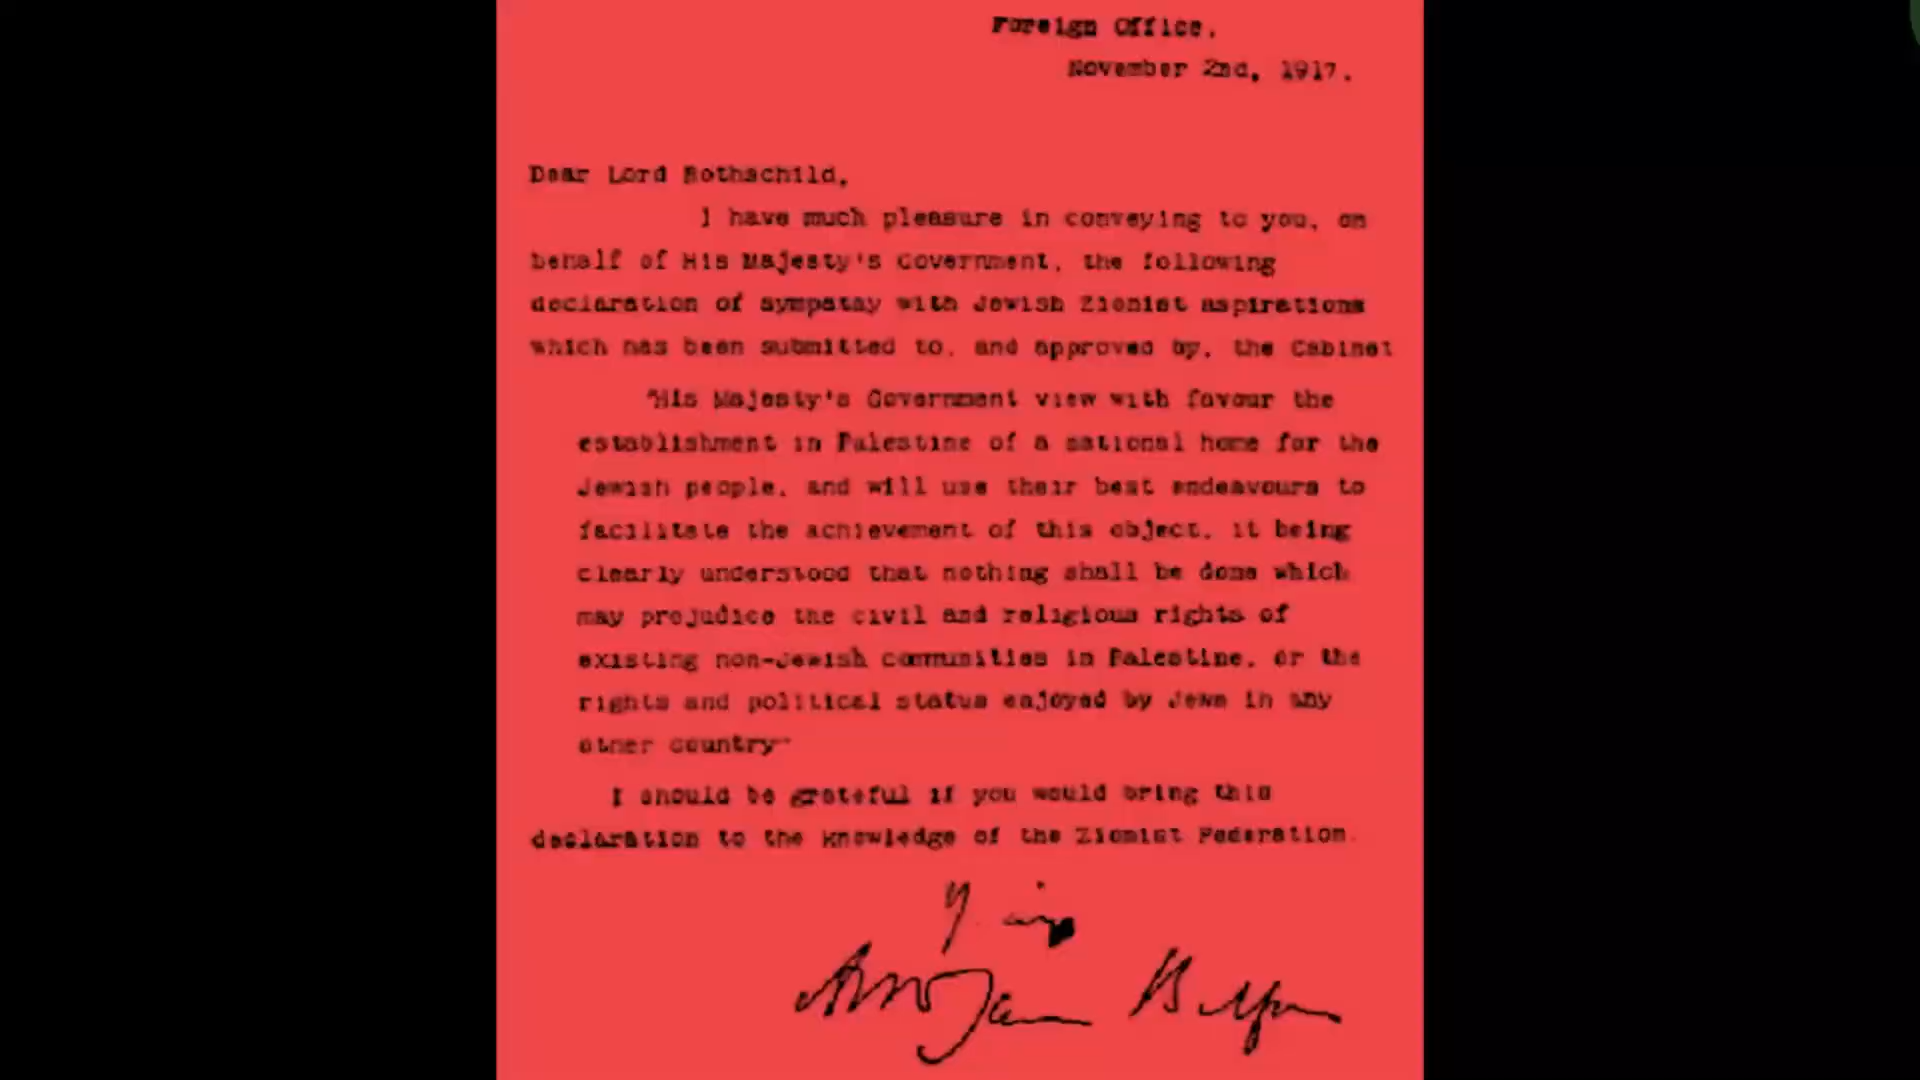 Foreign Office,
November 2nd, 1917.
Dear Lord Rothschild,
I have much pleasure in conveying to you, on
behalf of His Majesty's Government, the following
declaration of sympathy with Jewish Zionist aspirations
which has been submitted to, and approved by, the Cabinet
"His Majesty's Government view with favour the
establishment in Palestine of a national home for the
Jewish people, and will use their best endeavours to
facilitate the achievement of this object, it being
clearly understood that nothing shall be done which
may prejudice the civil and religious rights of
existing non-Jewish communities in Palestine, or the
rights and political status enjoyed by Jews in any
other country"
I should be grateful if you would bring this
declaration to the knowledge of the Zionist Federation.
Arthur James Balfour